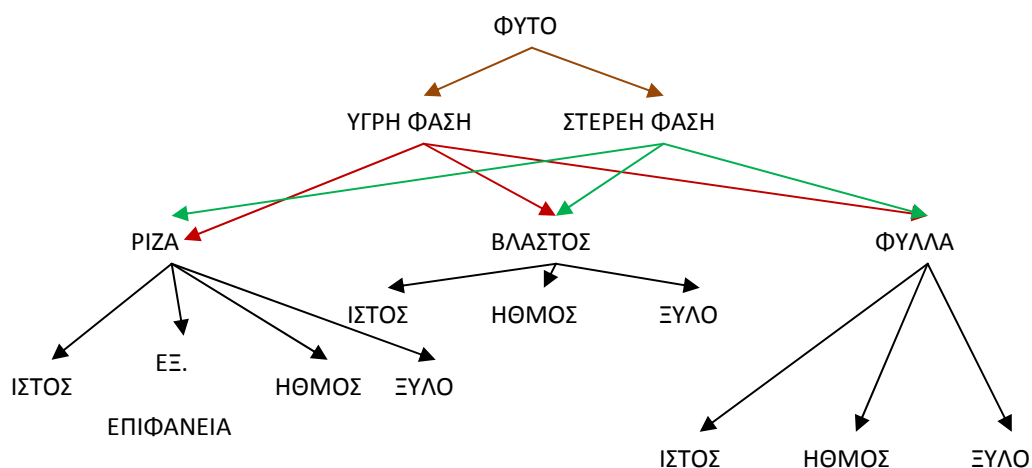 ΦΥΤΟ
ΥΓΡΗ ΦΑΣΗ ΣΤΕΡΕΗ ΦΑΣΗ
ΡΙΖΑ ΒΛΑΣΤΟΣ ΦΥΛΛΑ
ΙΣΤΟΣ ΗΘΜΟΣ ΞΥΛΟ
ΙΣΤΟΣ ΕΞ. ΗΘΜΟΣ ΞΥΛΟ
ΕΠΙΦΑΝΕΙΑ
ΙΣΤΟΣ ΗΘΜΟΣ ΞΥΛΟ